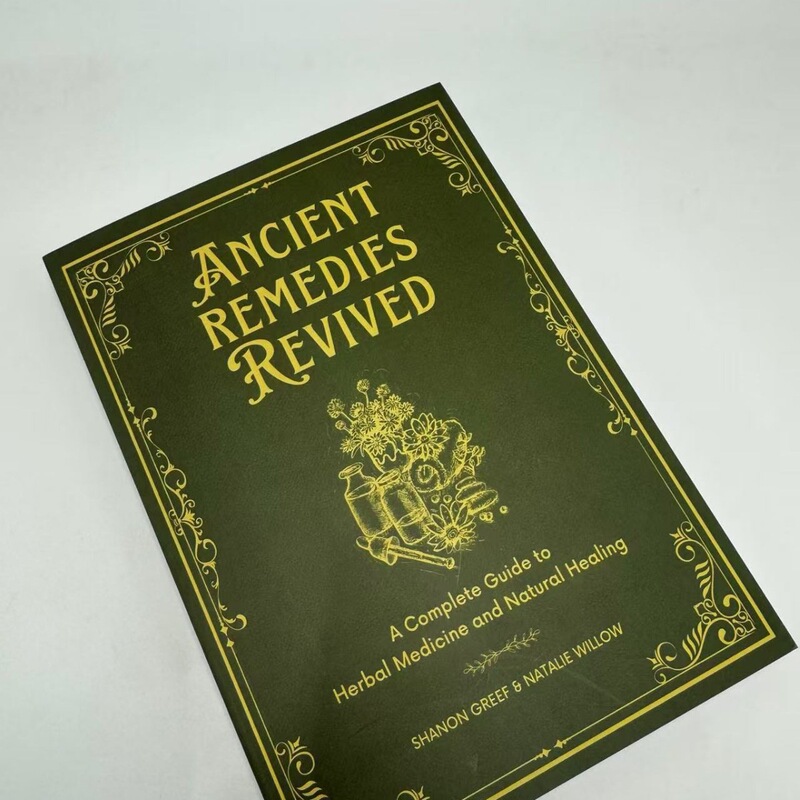 ANCIENT
REMEDIES
REVIVED
A Complete Guide to
Herbal Medicine and Natural Healing
SHANON GREEF & NATALIE WILLOW